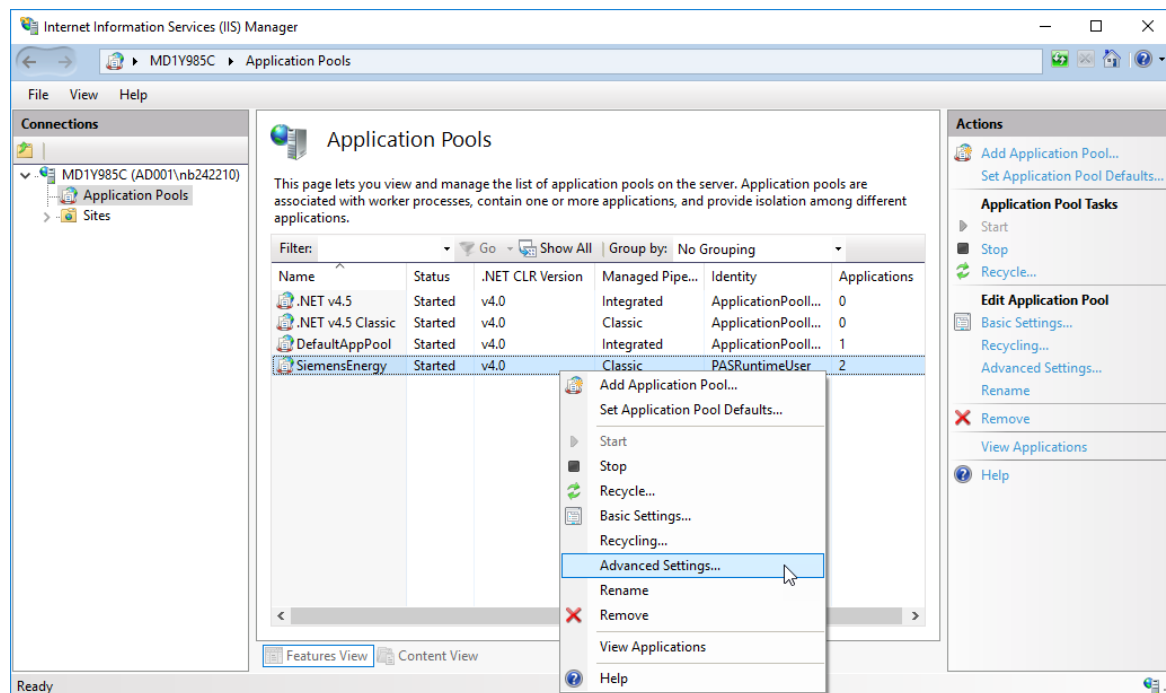 Internet Information Services (IIS) Manager
MD1Y985C Application Pools
File View Help
Connections
MD1Y985C (AD001\nb242210)
Application Pools
Sites
Application Pools
This page lets you view and manage the list of application pools on the server. Application pools are
associated with worker processes, contain one or more applications, and provide isolation among different
applications.
Filter: Go Show All Group by: No Grouping
Name Status .NET CLR Version Managed Pipe... Identity Applications
.NET v4.5 Started v4.0 Integrated ApplicationPoolI... 0
.NET v4.5 Classic Started v4.0 Classic ApplicationPoolI... 0
DefaultAppPool Started v4.0 Integrated ApplicationPoolI... 1
SiemensEnergy Started v4.0 Classic PASRuntimeUser 2
Add Application Pool...
Set Application Pool Defaults...
Start
Stop
Recycle...
Basic Settings...
Recycling...
Advanced Settings...
Rename
Remove
View Applications
Help
Features View Content View
Actions
Add Application Pool...
Set Application Pool Defaults...
Application Pool Tasks
Start
Stop
Recycle...
Edit Application Pool
Basic Settings...
Recycling...
Advanced Settings...
Rename
Remove
View Applications
Help
Ready